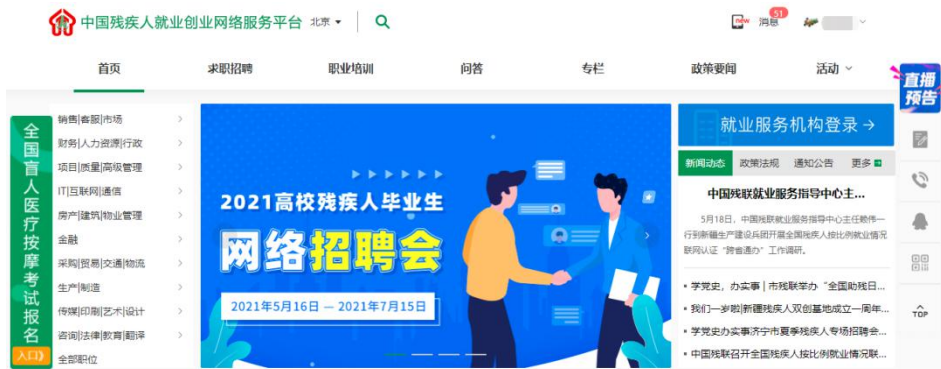 中国残疾人就业创业网络服务平台
北京
new
消息
51
首页
求职招聘
职业培训
问答
专栏
政策要闻
活动
直播
预告
全国盲人医疗按摩考试报名
入口》
销售|客服|市场
财务|人力资源|行政
项目|质量|高级管理
IT|互联网|通信
房产|建筑|物业管理
金融
采购|贸易|交通|物流
生产|制造
传媒|印刷|艺术|设计
咨询|法律|教育|翻译
全部职位
2021高校残疾人毕业生
网络招聘会
2021年5月16日 — 2021年7月15日
就业服务机构登录 →
新闻动态
政策法规
通知公告
更多
中国残联就业服务指导中心主...
5月18日，中国残联就业服务指导中心主任赖伟一
行到新疆生产建设兵团开展全国残疾人按比例就业情况
联网认证“跨省通办”工作调研。
学党史，办实事 | 市残联举办“全国助残日...
我们一岁啦|新疆残疾人双创基地成立一周年...
学党史办实事济宁市夏季残疾人专场招聘会...
中国残联召开全国残疾人按比例就业情况联...
TOP